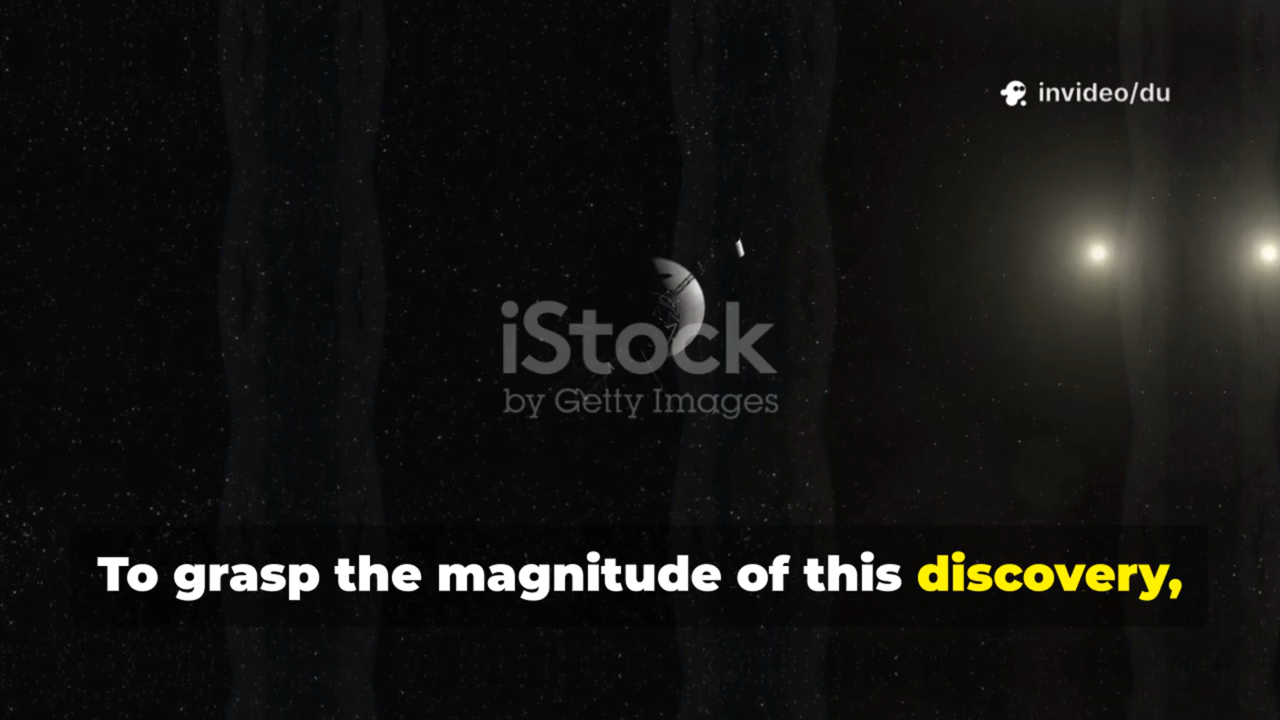 invideo/du
iStock
by Getty Images
To grasp the magnitude of this discovery,